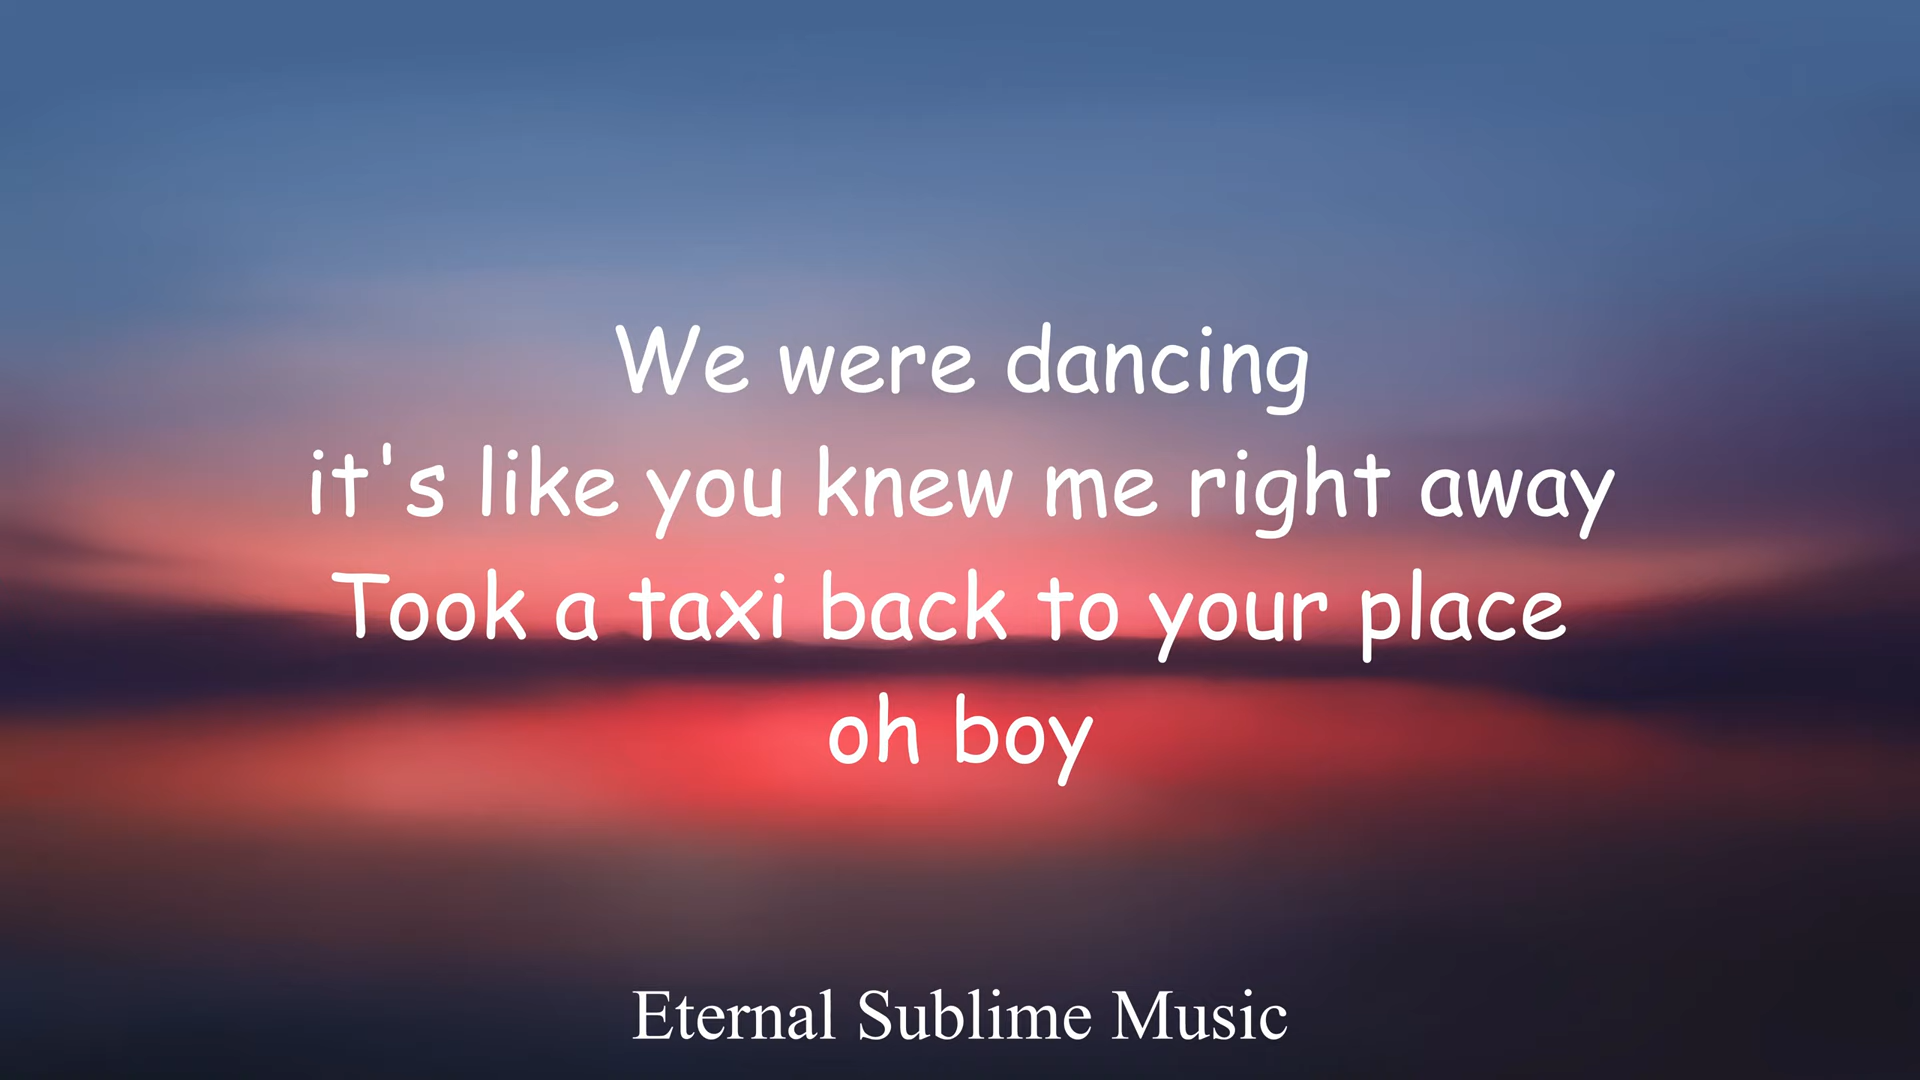 We were dancing
it's like you knew me right away
Took a taxi back to your place
oh boy
Eternal Sublime Music